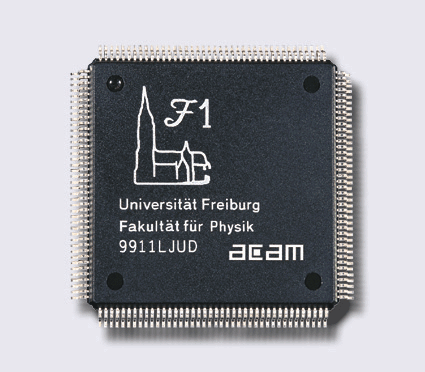 F1
Universität Freiburg
Fakultät für Physik
9911LJUD
acam